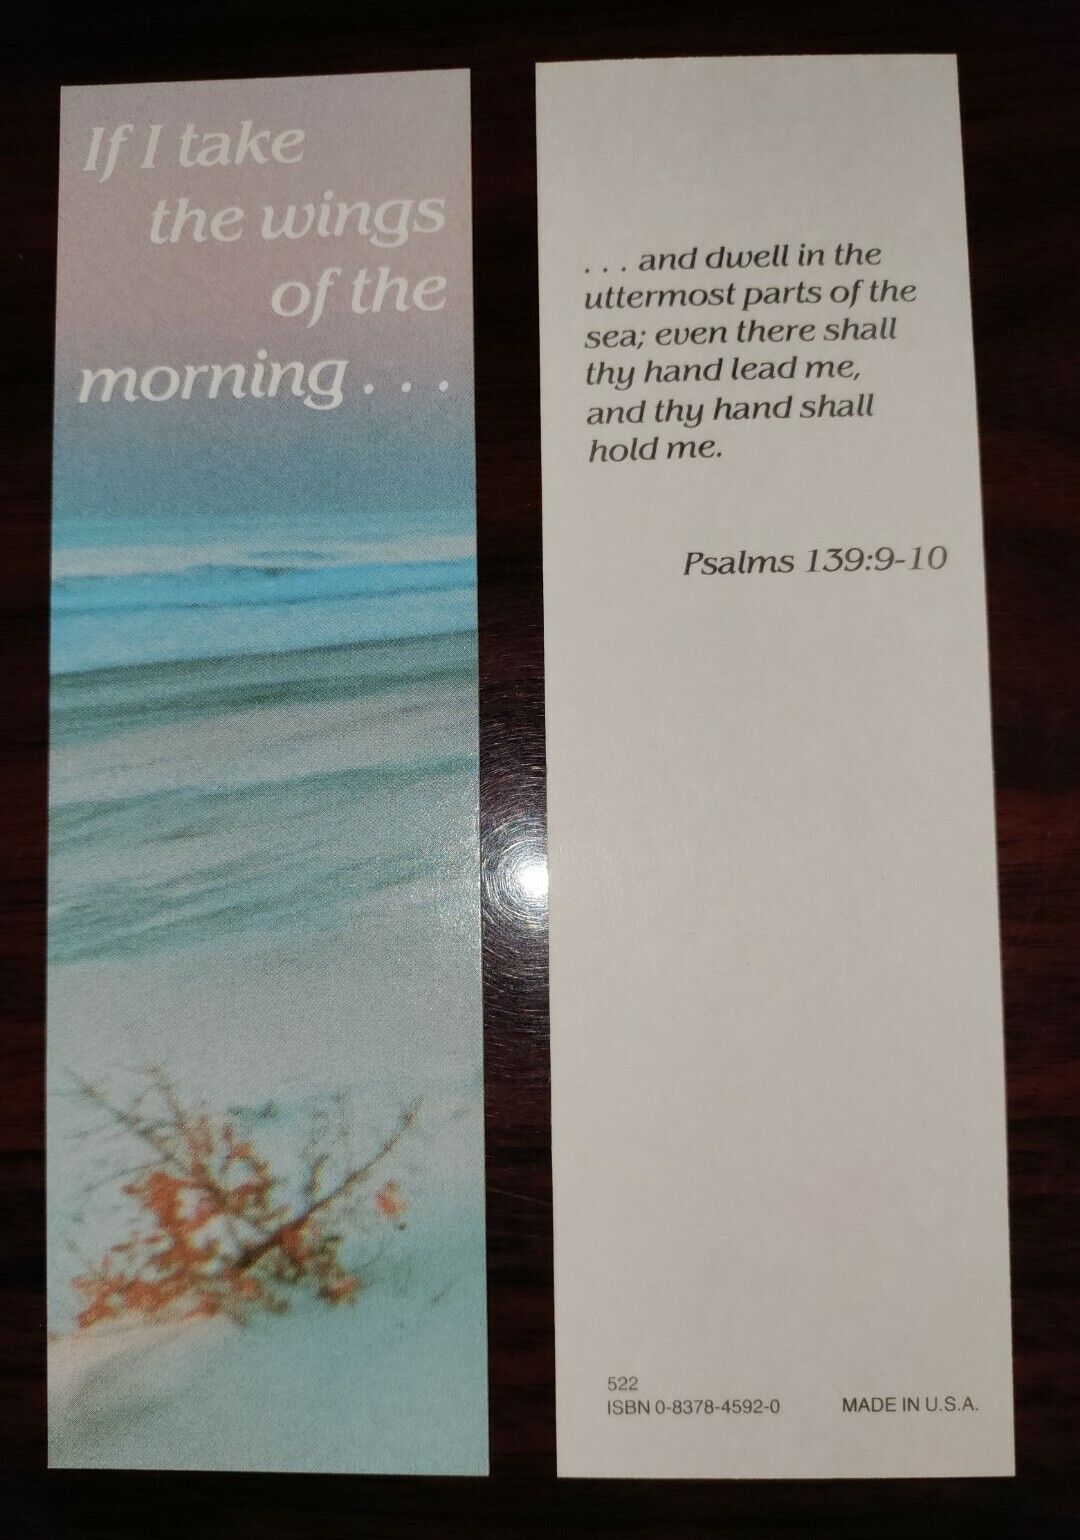 If I take
the wings
of the
morning . . .
. . . and dwell in the
uttermost parts of the
sea; even there shall
thy hand lead me,
and thy hand shall
hold me.
Psalms 139:9-10
522
ISBN 0-8378-4592-0 MADE IN U.S.A.